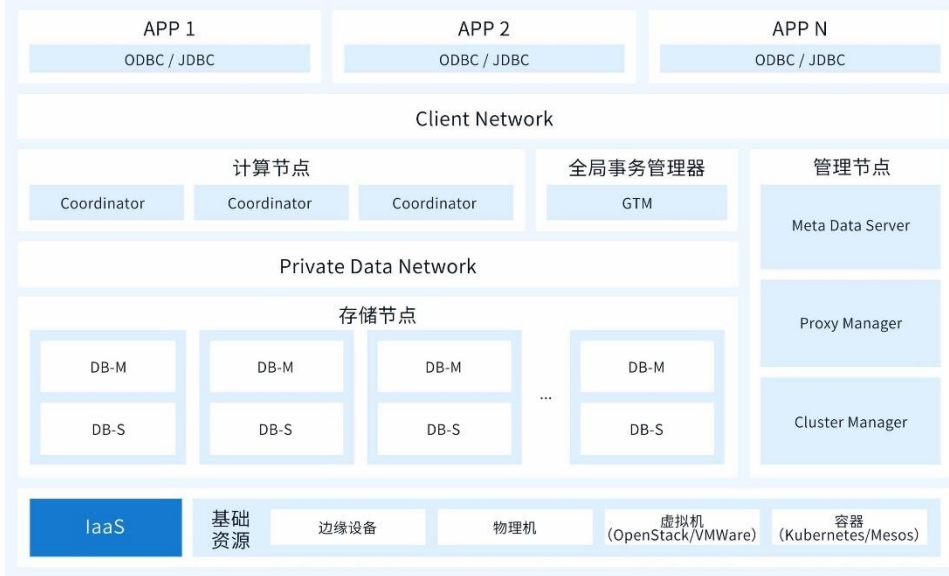 APP 1
APP 2
APP N
ODBC / JDBC
ODBC / JDBC
ODBC / JDBC
Client Network
计算节点
全局事务管理器
管理节点
Coordinator
Coordinator
Coordinator
GTM
Meta Data Server
Private Data Network
存储节点
Proxy Manager
DB-M
DB-M
DB-M
DB-M
...
DB-S
DB-S
DB-S
DB-S
Cluster Manager
IaaS
基础
资源
边缘设备
物理机
虚拟机
(OpenStack/VMWare)
容器
(Kubernetes/Mesos)